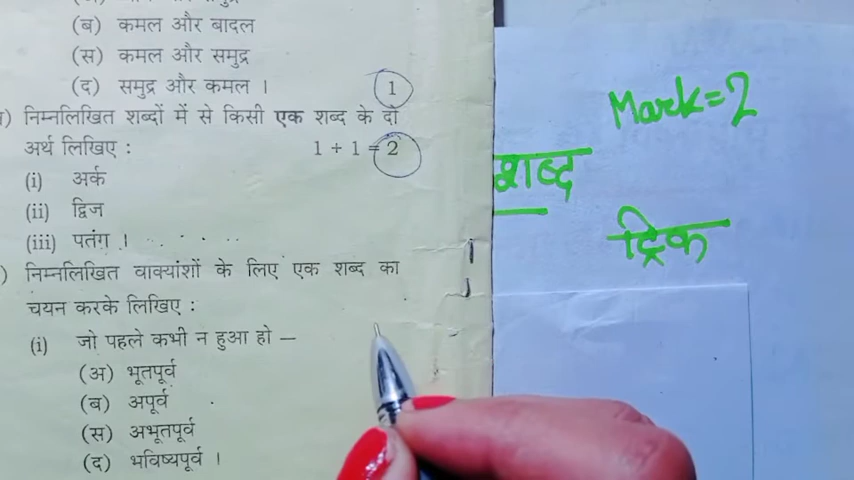 (ब) कमल और बादल
(स) कमल और समुद्र
(द) समुद्र और कमल ।
1
निम्नलिखित शब्दों में से किसी एक शब्द के दो
अर्थ लिखिए :
1 + 1 = 2
(i) अर्क
(ii) द्विज
(iii) पतंग ।
निम्नलिखित वाक्यांशों के लिए एक शब्द का
चयन करके लिखिए :
(i) जो पहले कभी न हुआ हो —
(अ) भूतपूर्व
(ब) अपूर्व
(स) अभूतपूर्व
(द) भविष्यपूर्व ।
Mark=2
शब्द
ट्रिक